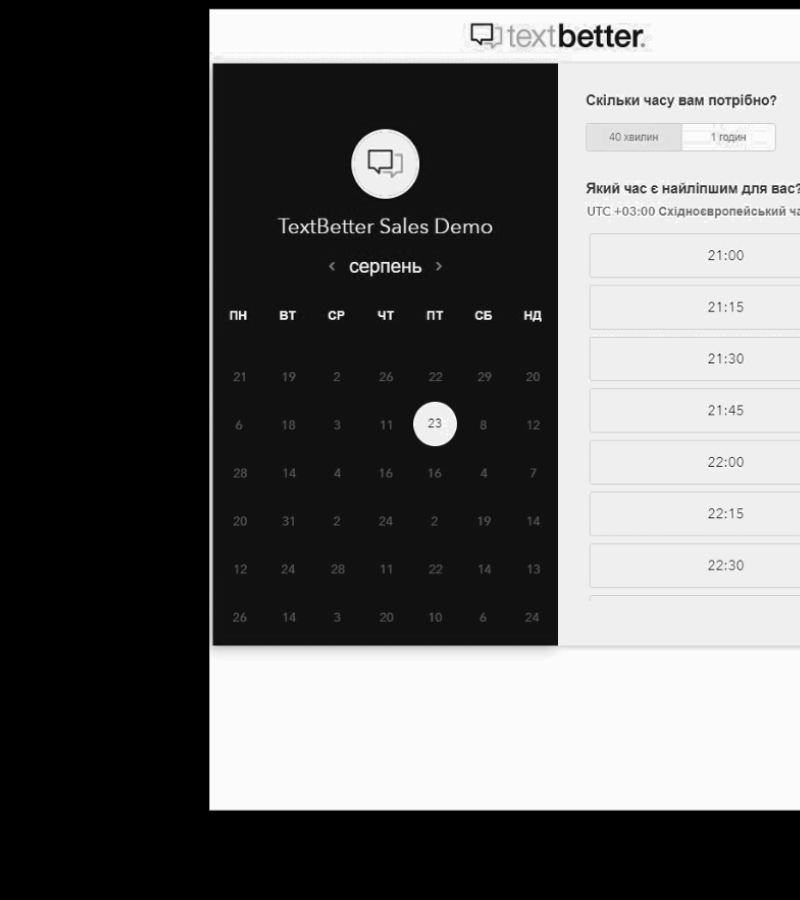 textbetter.
TextBetter Sales Demo
< серпень >
ПН ВТ СР ЧТ ПТ СБ НД
21 19 2 26 22 29 20
6 18 3 11 23 8 12
28 14 4 16 16 4 7
20 31 2 24 2 19 14
12 24 28 11 22 14 13
26 14 3 20 10 6 24
Скільки часу вам потрібно?
40 хвилин 1 годин
Який час є найліпшим для вас?
UTC +03:00 Східноєвропейський ча
21:00
21:15
21:30
21:45
22:00
22:15
22:30